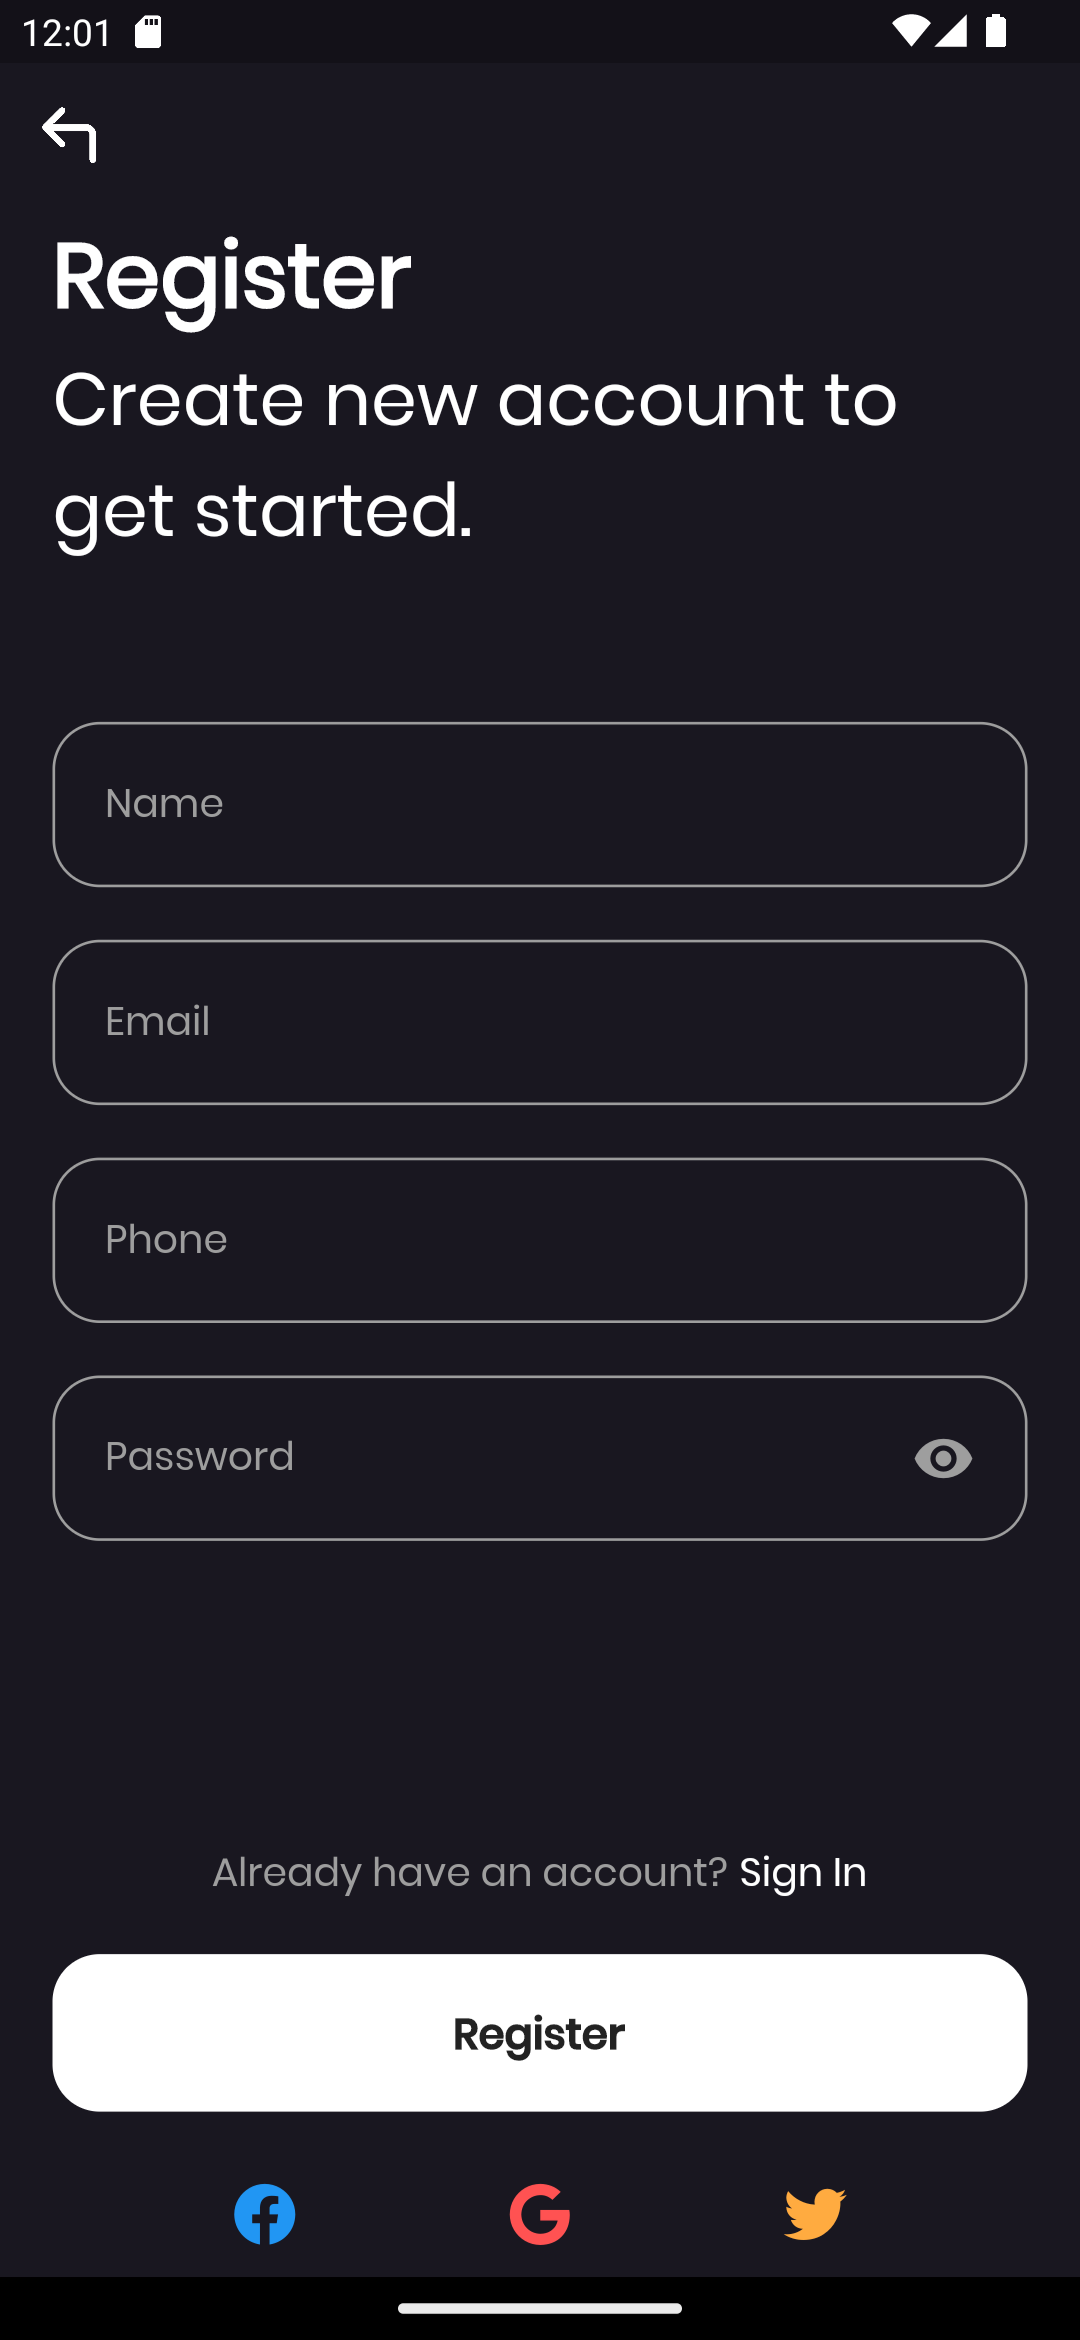 12:01
Register
Create new account to
get started.
Name
Email
Phone
Password
Already have an account? Sign In
Register